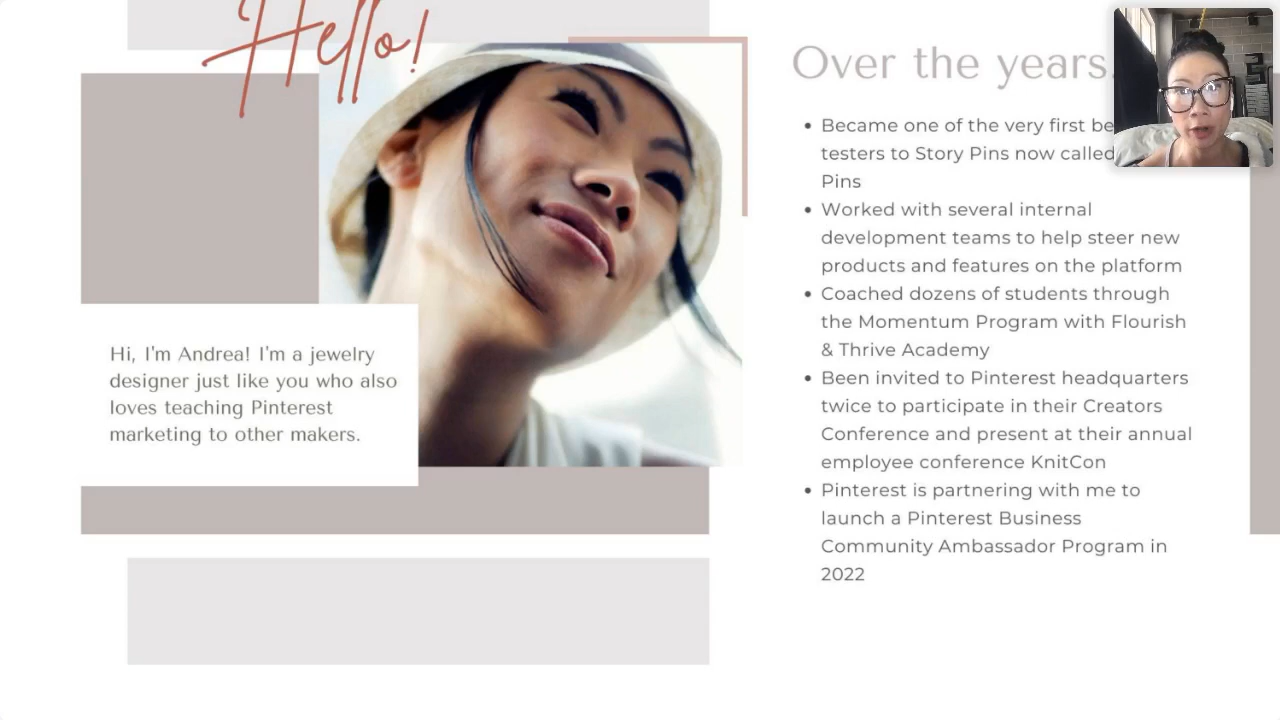 Hello!
Hi, I'm Andrea! I'm a jewelry
designer just like you who also
loves teaching Pinterest
marketing to other makers.
Over the years.
• Became one of the very first
testers to Story Pins now called
Pins
• Worked with several internal
development teams to help steer new
products and features on the platform
• Coached dozens of students through
the Momentum Program with Flourish
& Thrive Academy
• Been invited to Pinterest headquarters
twice to participate in their Creators
Conference and present at their annual
employee conference KnitCon
• Pinterest is partnering with me to
launch a Pinterest Business
Community Ambassador Program in
2022